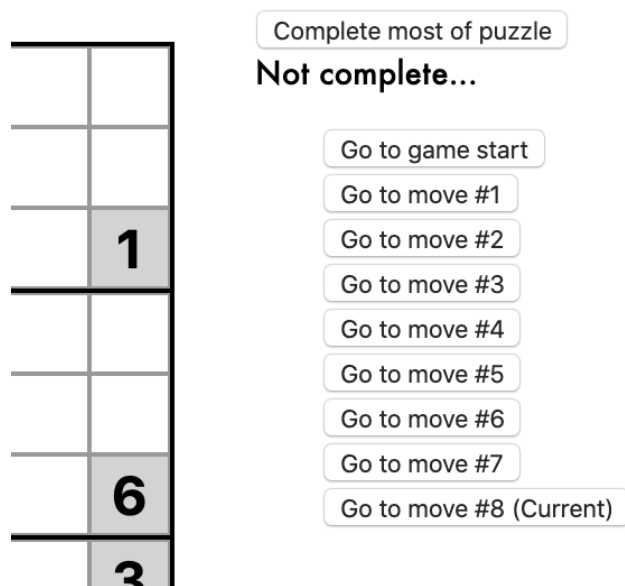 Complete most of puzzle
Not complete...
Go to game start
Go to move #1
1
Go to move #2
Go to move #3
Go to move #4
Go to move #5
Go to move #6
Go to move #7
6
Go to move #8 (Current)
3